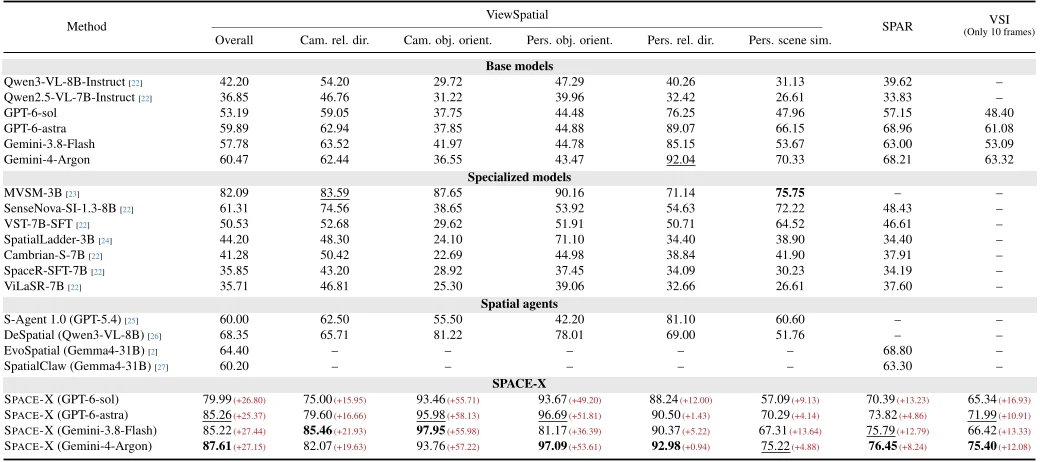 Method ViewSpatial SPAR VSI (Only 10 frames)
Overall Cam. rel. dir. Cam. obj. orient. Pers. obj. orient. Pers. rel. dir. Pers. scene sim.
Base models
Qwen3-VL-8B-Instruct [22] 42.20 54.20 29.72 47.29 40.26 31.13 39.62 –
Qwen2.5-VL-7B-Instruct [22] 36.85 46.76 31.22 39.96 32.42 26.61 33.83 –
GPT-6-sol 53.19 59.05 37.75 44.48 76.25 47.96 57.15 48.40
GPT-6-astra 59.89 62.94 37.85 44.88 89.07 66.15 68.96 61.08
Gemini-3.8-Flash 57.78 63.52 41.97 44.78 85.15 53.67 63.00 53.09
Gemini-4-Argon 60.47 62.44 36.55 43.47 92.04 70.33 68.21 63.32
Specialized models
MVSM-3B [23] 82.09 83.59 87.65 90.16 71.14 75.75 – –
SenseNova-SI-1.3-8B [22] 61.31 74.56 38.65 53.92 54.63 72.22 48.43 –
VST-7B-SFT [22] 50.53 52.68 29.62 51.91 50.71 64.52 46.61 –
SpatialLadder-3B [24] 44.20 48.30 24.10 71.10 34.40 38.90 34.40 –
Cambrian-S-7B [22] 41.28 50.42 22.69 44.98 38.84 41.90 37.91 –
SpaceR-SFT-7B [22] 35.85 43.20 28.92 37.45 34.09 30.23 34.19 –
ViLaSR-7B [22] 35.71 46.81 25.30 39.06 32.66 26.61 37.60 –
Spatial agents
S-Agent 1.0 (GPT-5.4) [25] 60.00 62.50 55.50 42.20 81.10 60.60 – –
DeSpatial (Qwen3-VL-8B) [26] 68.35 65.71 81.22 78.01 69.00 51.76 – –
EvoSpatial (Gemma4-31B) [2] 64.40 – – – – – 68.80 –
SpatialClaw (Gemma4-31B) [27] 60.20 – – – – – 63.30 –
SPACE-X
SPACE-X (GPT-6-sol) 79.99 (+26.80) 75.00 (+15.95) 93.46 (+55.71) 93.67 (+49.20) 88.24 (+12.00) 57.09 (+9.13) 70.39 (+13.23) 65.34 (+16.93)
SPACE-X (GPT-6-astra) 85.26 (+25.37) 79.60 (+16.66) 95.98 (+58.13) 96.69 (+51.81) 90.50 (+1.43) 70.29 (+4.14) 73.82 (+4.86) 71.99 (+10.91)
SPACE-X (Gemini-3.8-Flash) 85.22 (+27.44) 85.46 (+21.93) 97.95 (+55.98) 81.17 (+36.39) 90.37 (+5.22) 67.31 (+13.64) 75.79 (+12.79) 66.42 (+13.33)
SPACE-X (Gemini-4-Argon) 87.61 (+27.15) 82.07 (+19.63) 93.76 (+57.22) 97.09 (+53.61) 92.98 (+0.94) 75.22 (+4.88) 76.45 (+8.24) 75.40 (+12.08)